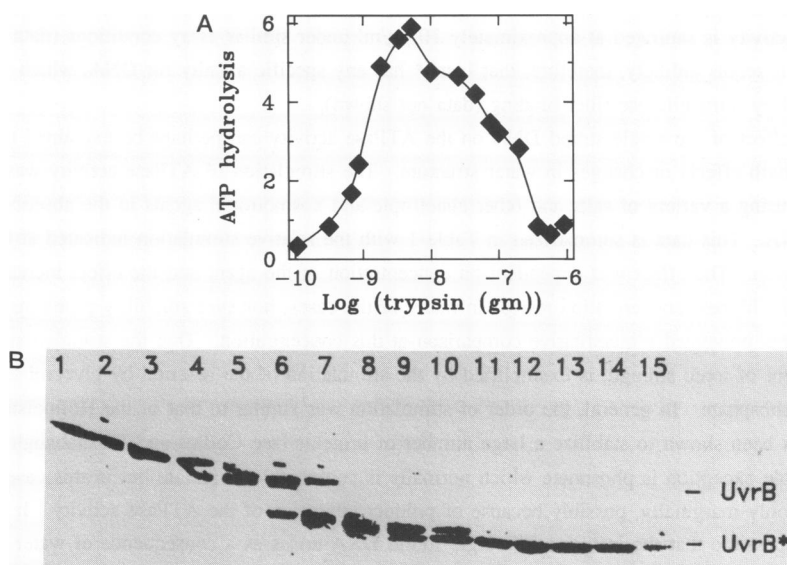 A
6
4
2
0
ATP hydrolysis
-10 -9 -8 -7 -6
Log (trypsin (gm))
B
1 2 3 4 5 6 7 8 9 10 11 12 13 14 15
– UvrB
– UvrB*